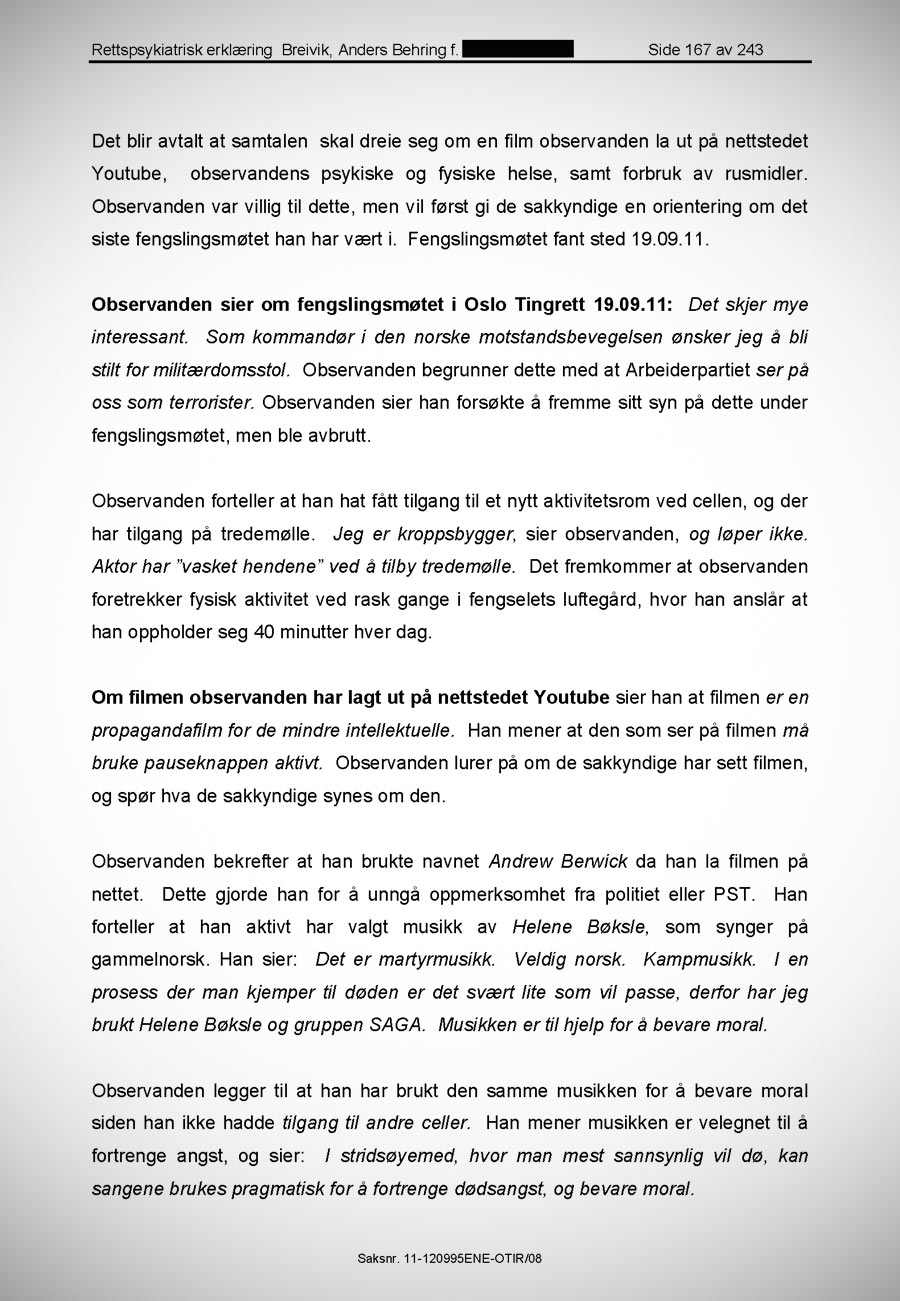 Rettspsykiatrisk erklæring  Breivik, Anders Behring f. Side 167 av 243
Det blir avtalt at samtalen  skal dreie seg om en film observanden la ut på nettstedet
Youtube,  observandens psykiske og fysiske helse, samt forbruk av rusmidler.
Observanden var villig til dette, men vil først gi de sakkyndige en orientering om det
siste fengslingsmøtet han har vært i.  Fengslingsmøtet fant sted 19.09.11.
Observanden sier om fengslingsmøtet i Oslo Tingrett 19.09.11:  Det skjer mye
interessant.  Som kommandør i den norske motstandsbevegelsen ønsker jeg å bli
stilt for militærdomsstol.  Observanden begrunner dette med at Arbeiderpartiet ser på
oss som terrorister. Observanden sier han forsøkte å fremme sitt syn på dette under
fengslingsmøtet, men ble avbrutt.
Observanden forteller at han hat fått tilgang til et nytt aktivitetsrom ved cellen, og der
har tilgang på tredemølle.  Jeg er kroppsbygger, sier observanden, og løper ikke.
Aktor har ”vasket hendene” ved å tilby tredemølle.  Det fremkommer at observanden
foretrekker fysisk aktivitet ved rask gange i fengselets luftegård, hvor han anslår at
han oppholder seg 40 minutter hver dag.
Om filmen observanden har lagt ut på nettstedet Youtube sier han at filmen er en
propagandafilm for de mindre intellektuelle.  Han mener at den som ser på filmen må
bruke pauseknappen aktivt.  Observanden lurer på om de sakkyndige har sett filmen,
og spør hva de sakkyndige synes om den.
Observanden bekrefter at han brukte navnet Andrew Berwick da han la filmen på
nettet.  Dette gjorde han for å unngå oppmerksomhet fra politiet eller PST.  Han
forteller at han aktivt har valgt musikk av Helene Bøksle, som synger på
gammelnorsk. Han sier:  Det er martyrmusikk.  Veldig norsk.  Kampmusikk.  I en
prosess der man kjemper til døden er det svært lite som vil passe, derfor har jeg
brukt Helene Bøksle og gruppen SAGA.  Musikken er til hjelp for å bevare moral.
Observanden legger til at han har brukt den samme musikken for å bevare moral
siden han ikke hadde tilgang til andre celler.  Han mener musikken er velegnet til å
fortrenge angst, og sier:  I stridsøyemed, hvor man mest sannsynlig vil dø, kan
sangene brukes pragmatisk for å fortrenge dødsangst, og bevare moral.
Saksnr. 11-120995ENE-OTIR/08